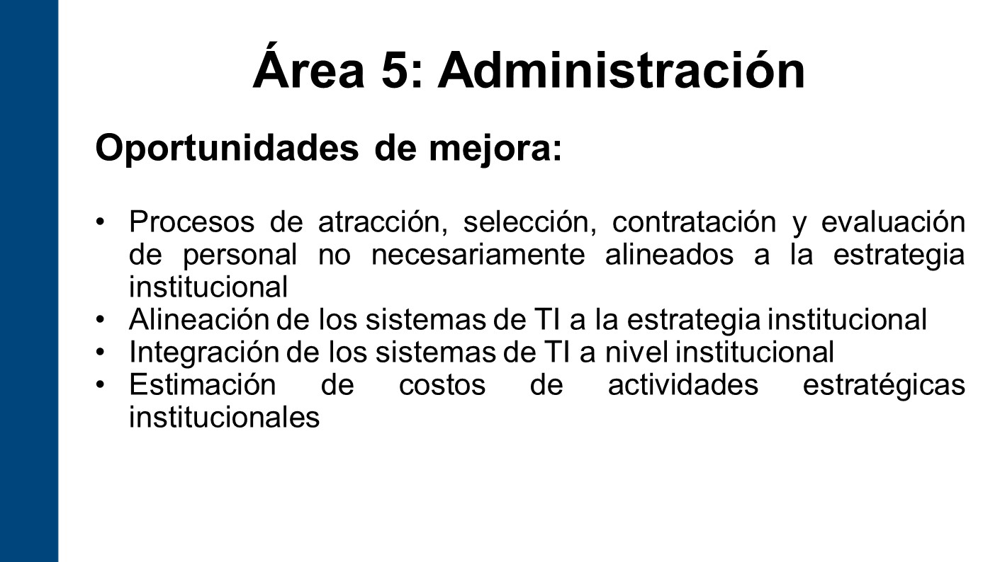 Área 5: Administración
Oportunidades de mejora:
• Procesos de atracción, selección, contratación y evaluación
de personal no necesariamente alineados a la estrategia
institucional
• Alineación de los sistemas de TI a la estrategia institucional
• Integración de los sistemas de TI a nivel institucional
• Estimación de costos de actividades estratégicas
institucionales